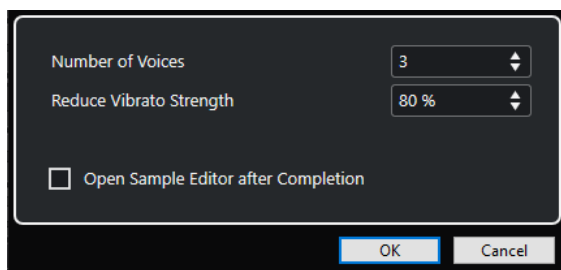 Number of Voices 3
Reduce Vibrato Strength 80 %
Open Sample Editor after Completion
OK Cancel